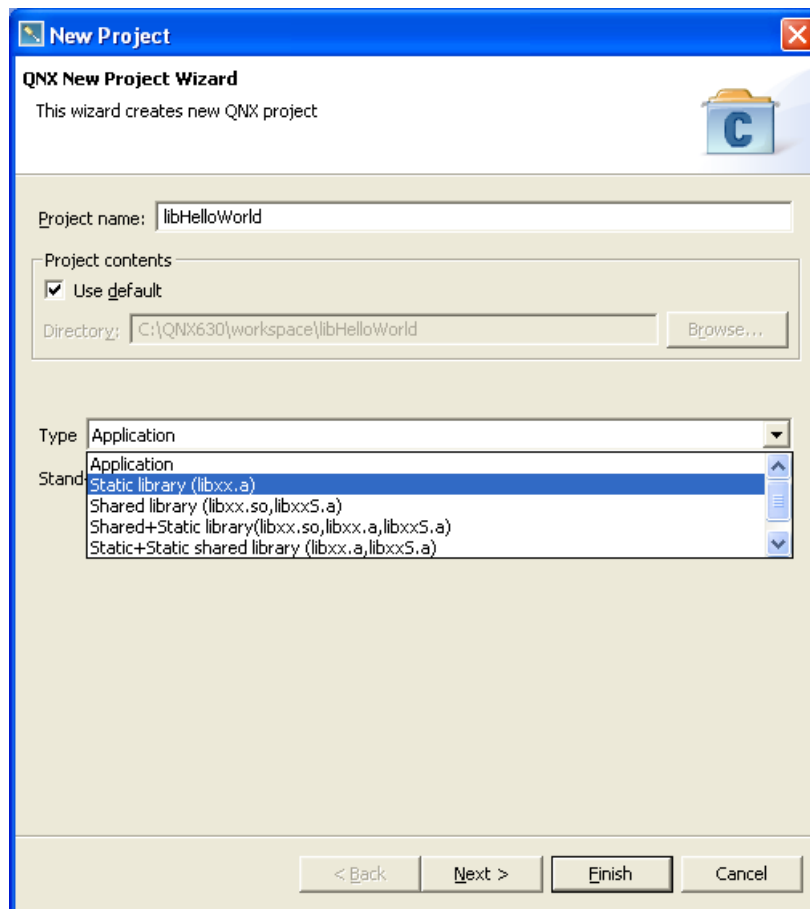 New Project
QNX New Project Wizard
This wizard creates new QNX project
C
Project name: libHelloWorld
Project contents
Use default
Directory: C:\QNX630\workspace\libHelloWorld Browse...
Type Application
Application
Stand
Static library (libxx.a)
Shared library (libxx.so,libxxS.a)
Shared+Static library(libxx.so,libxx.a,libxxS.a)
Static+Static shared library (libxx.a,libxxS.a)
< Back Next > Finish Cancel